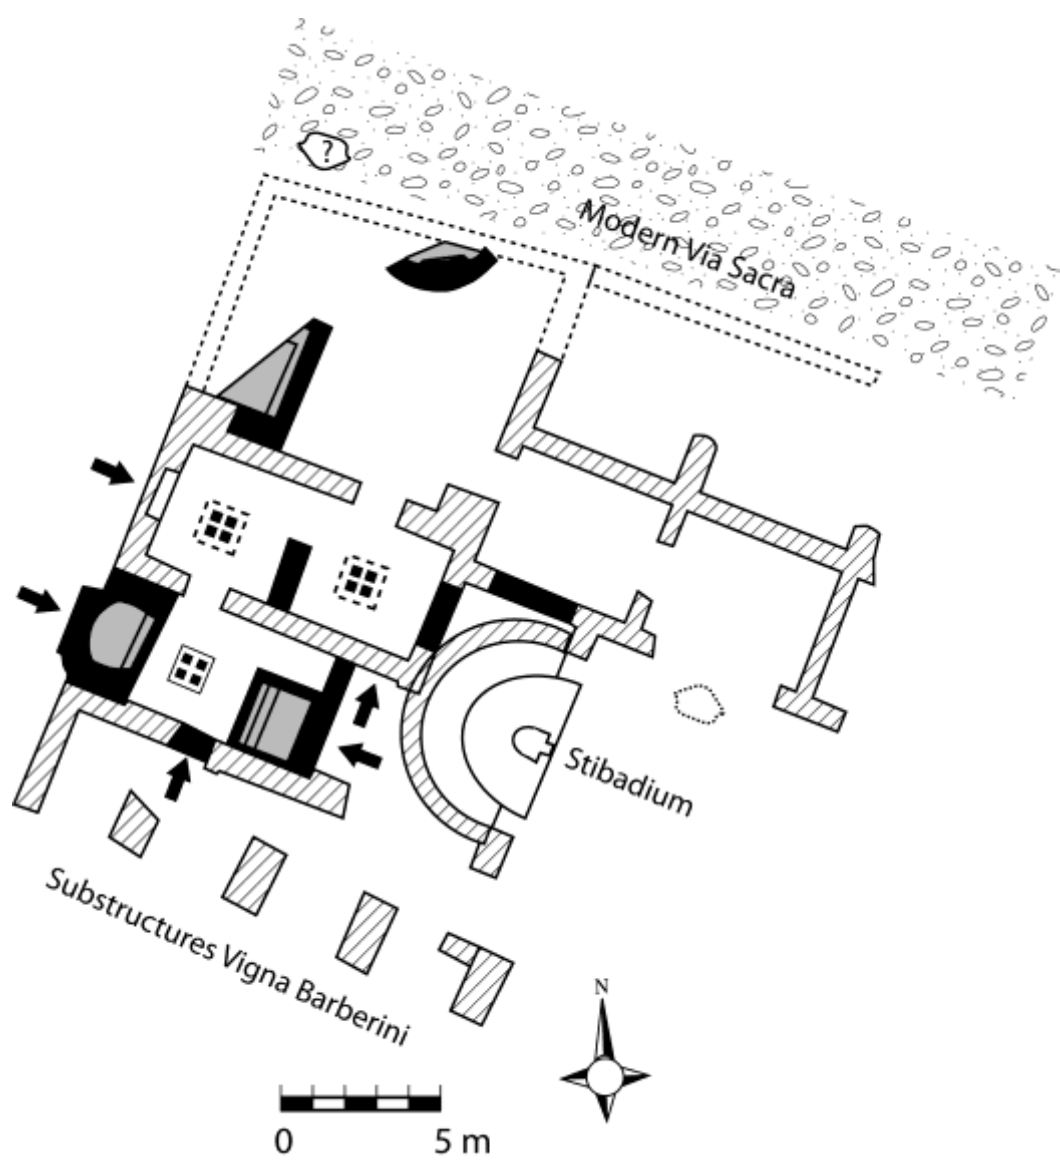 ?
Modern Via Sacra
Stibadium
Substructures Vigna Barberini
N
0 5 m